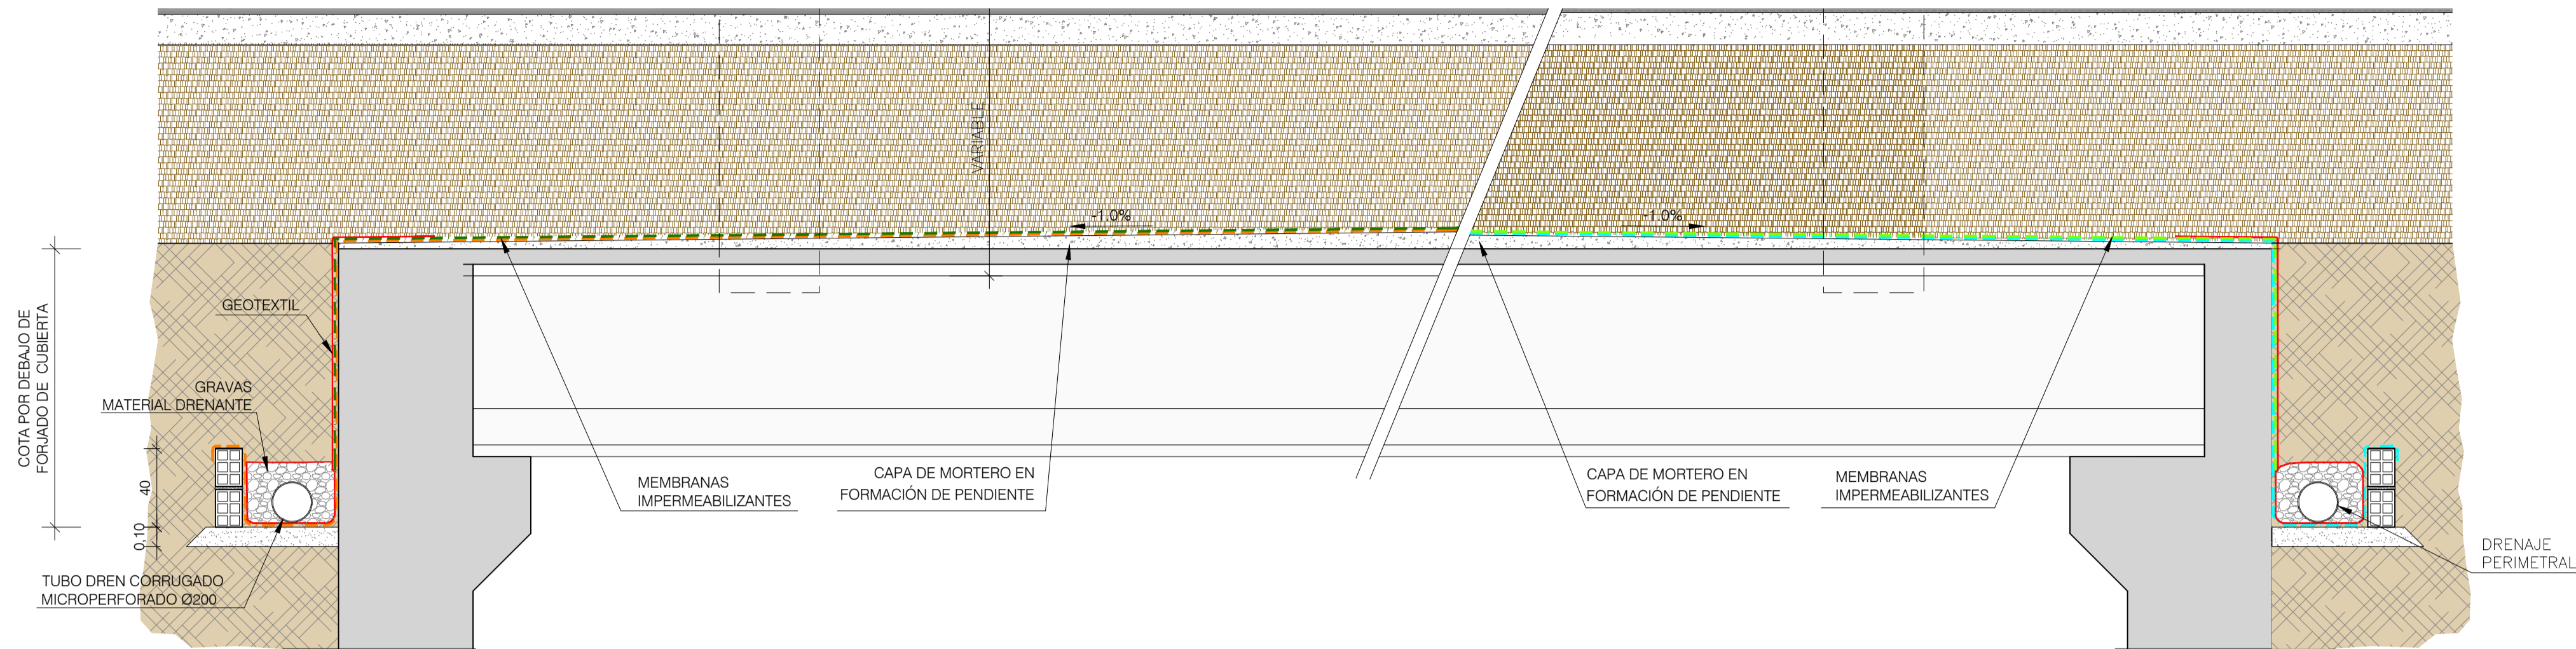 VARIABLE
-1.0%
-1.0%
COTA POR DEBAJO DE
FORJADO DE CUBIERTA
GEOTEXTIL
GRAVAS
MATERIAL DRENANTE
40
0,10
TUBO DREN CORRUGADO
MICROPERFORADO Ø200
MEMBRANAS
IMPERMEABILIZANTES
CAPA DE MORTERO EN
FORMACIÓN DE PENDIENTE
CAPA DE MORTERO EN
FORMACIÓN DE PENDIENTE
MEMBRANAS
IMPERMEABILIZANTES
DRENAJE
PERIMETRAL